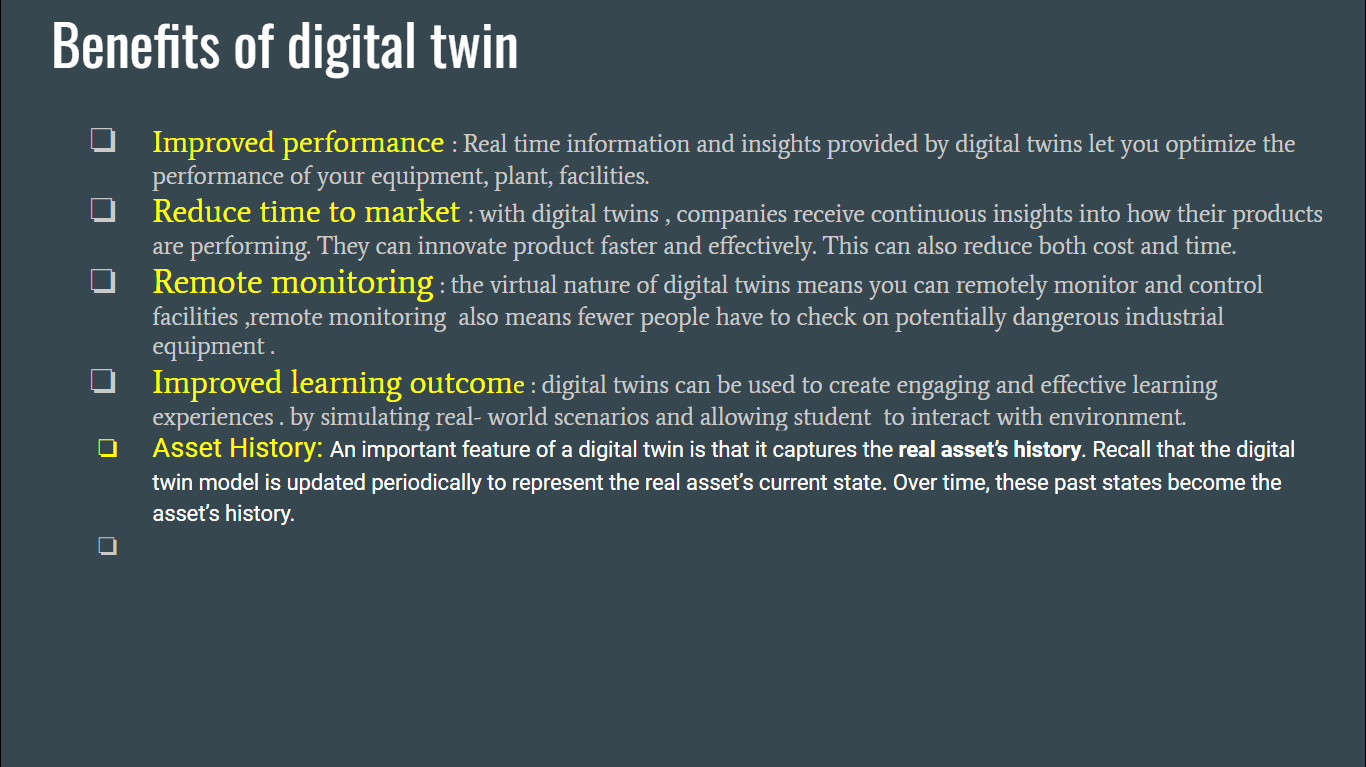 Benefits of digital twin
❏ Improved performance : Real time information and insights provided by digital twins let you optimize the
performance of your equipment, plant, facilities.
❏ Reduce time to market : with digital twins , companies receive continuous insights into how their products
are performing. They can innovate product faster and effectively. This can also reduce both cost and time.
❏ Remote monitoring : the virtual nature of digital twins means you can remotely monitor and control
facilities ,remote monitoring  also means fewer people have to check on potentially dangerous industrial
equipment .
❏ Improved learning outcome : digital twins can be used to create engaging and effective learning
experiences . by simulating real- world scenarios and allowing student  to interact with environment.
❏ Asset History: An important feature of a digital twin is that it captures the real asset’s history. Recall that the digital
twin model is updated periodically to represent the real asset’s current state. Over time, these past states become the
asset’s history.
❏